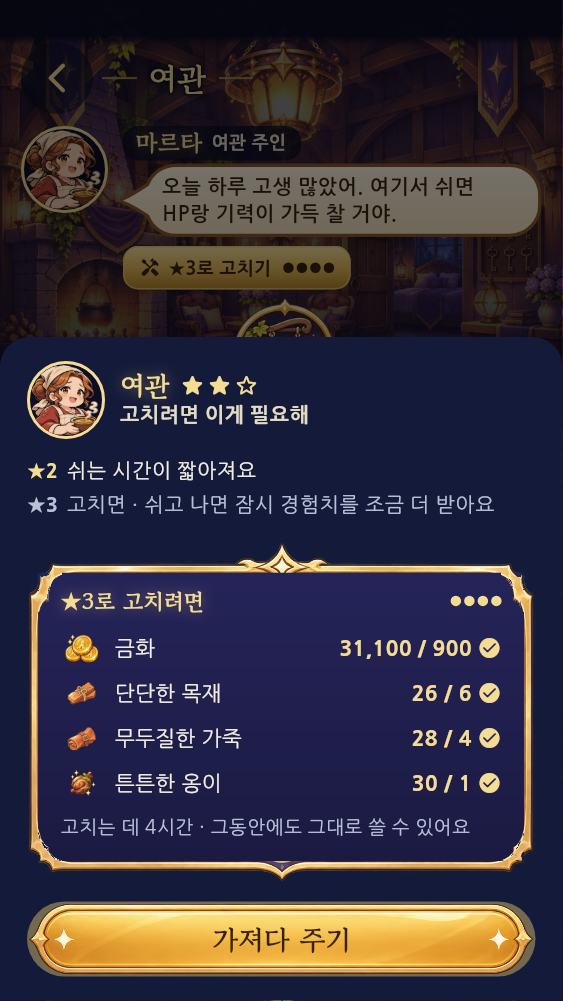 여관
마르타 여관 주인
오늘 하루 고생 많았어. 여기서 쉬면
HP랑 기력이 가득 찰 거야.
★3로 고치기 ●●●●
여관 ★★☆
고치려면 이게 필요해
★2 쉬는 시간이 짧아져요
★3 고치면 · 쉬고 나면 잠시 경험치를 조금 더 받아요
★3로 고치려면 ●●●●
금화 31,100 / 900
단단한 목재 26 / 6
무두질한 가죽 28 / 4
튼튼한 옹이 30 / 1
고치는 데 4시간 · 그동안에도 그대로 쓸 수 있어요
가져다 주기